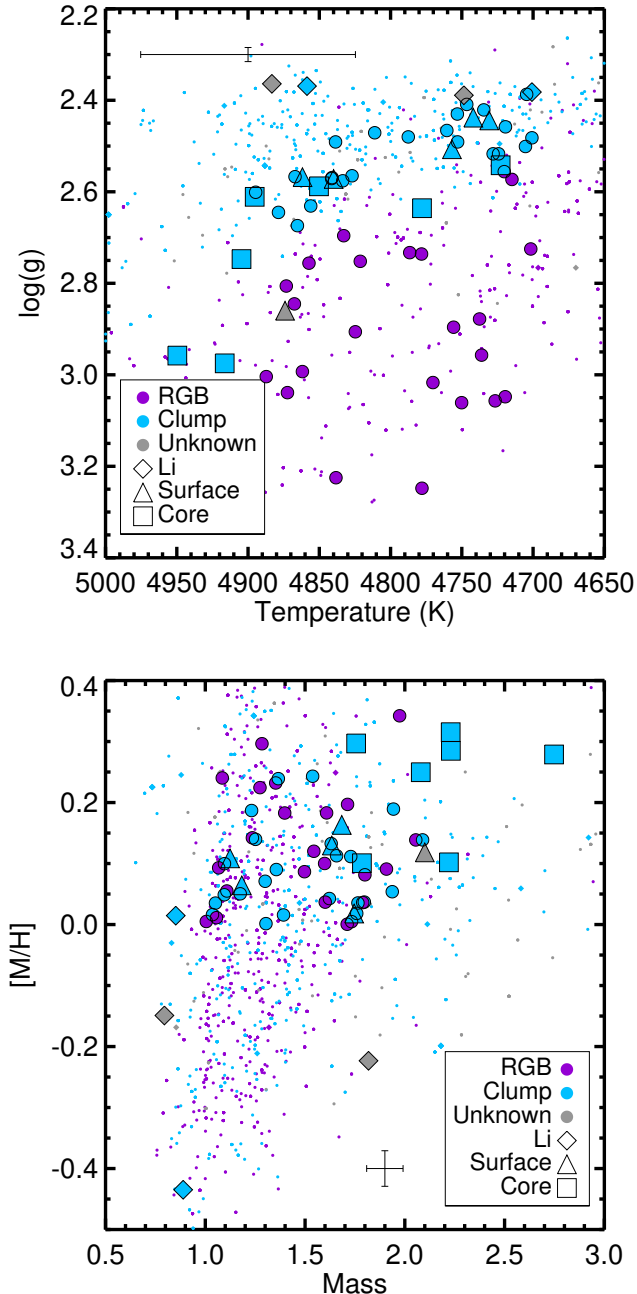 2.2
2.4
2.6
2.8
3.0
3.2
3.4
log(g)
RGB
Clump
Unknown
Li
Surface
Core
5000 4950 4900 4850 4800 4750 4700 4650
Temperature (K)
0.4
0.2
0.0
-0.2
-0.4
[M/H]
RGB
Clump
Unknown
Li
Surface
Core
0.5 1.0 1.5 2.0 2.5 3.0
Mass